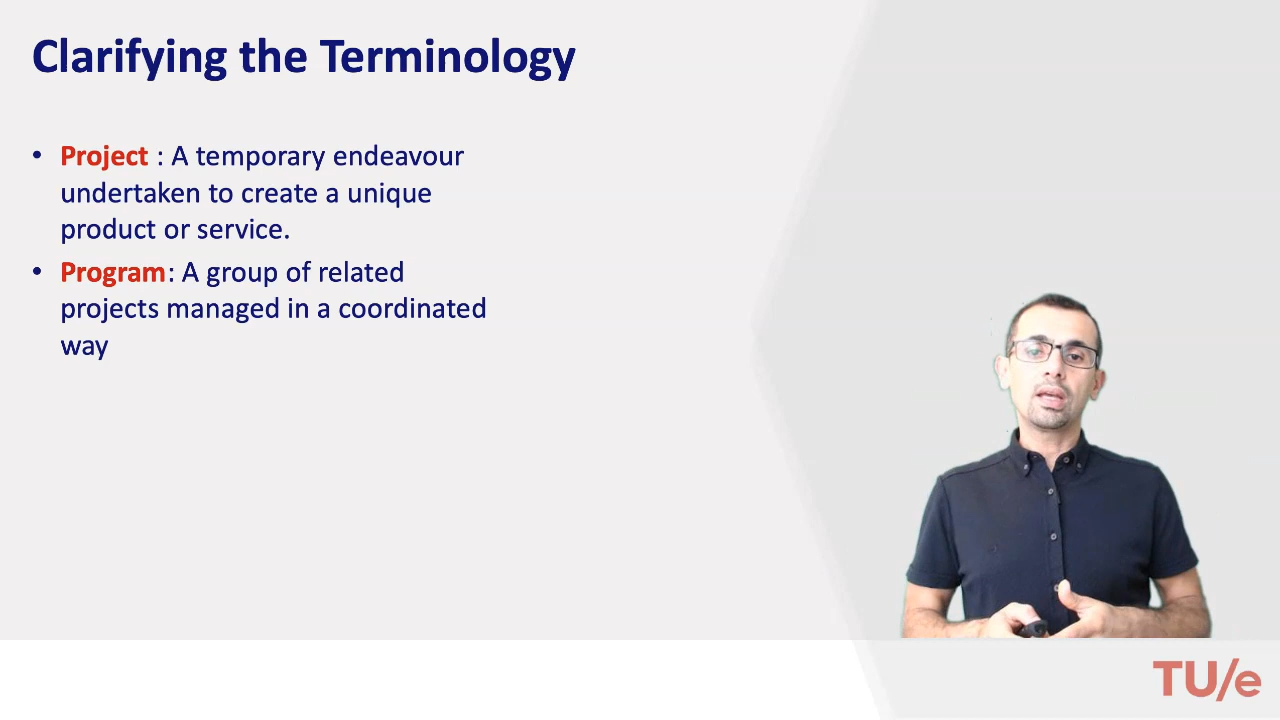 Clarifying the Terminology
• Project : A temporary endeavour
undertaken to create a unique
product or service.
• Program: A group of related
projects managed in a coordinated
way
TU/e